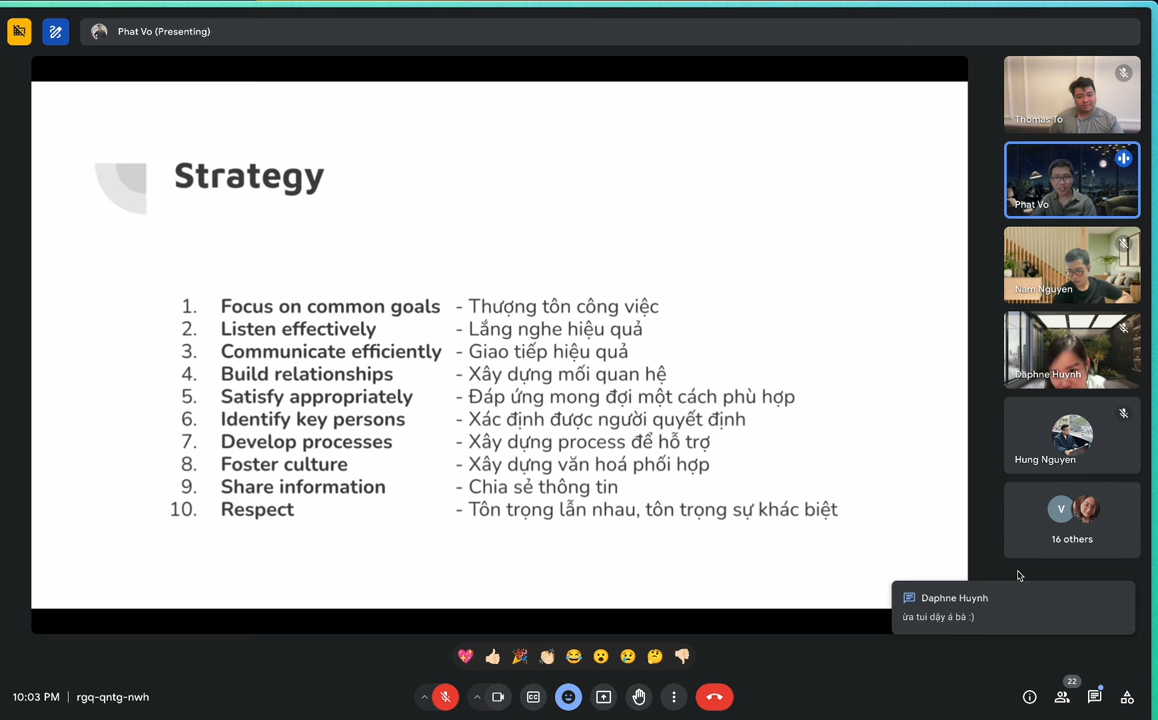 Phat Vo (Presenting)
Strategy
1. Focus on common goals - Thượng tôn công việc
2. Listen effectively - Lắng nghe hiệu quả
3. Communicate efficiently - Giao tiếp hiệu quả
4. Build relationships - Xây dựng mối quan hệ
5. Satisfy appropriately - Đáp ứng mong đợi một cách phù hợp
6. Identify key persons - Xác định được người quyết định
7. Develop processes - Xây dựng process để hỗ trợ
8. Foster culture - Xây dựng văn hoá phối hợp
9. Share information - Chia sẻ thông tin
10. Respect - Tôn trọng lẫn nhau, tôn trọng sự khác biệt
Thomas To
Phat Vo
Nam Nguyen
Daphne Huynh
Hung Nguyen
V
16 others
Daphne Huynh
ừa tui dậy á bà :)
10:03 PM | rgq-qntg-nwh
22